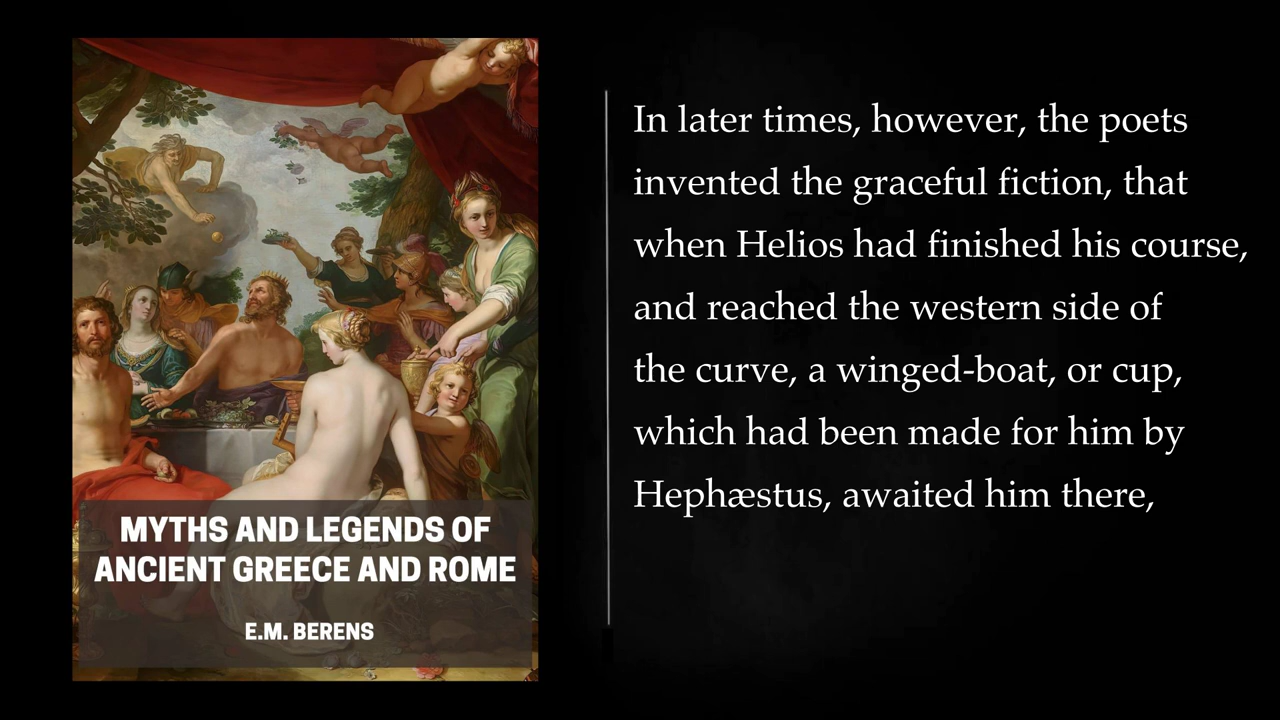 MYTHS AND LEGENDS OF
ANCIENT GREECE AND ROME
E.M. BERENS
In later times, however, the poets
invented the graceful fiction, that
when Helios had finished his course,
and reached the western side of
the curve, a winged-boat, or cup,
which had been made for him by
Hephæstus, awaited him there,